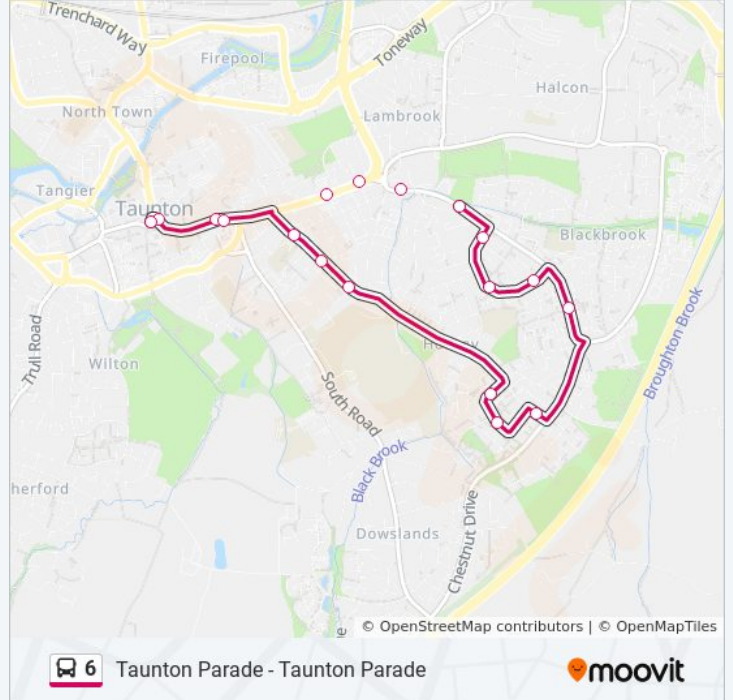 Trenchard Way
Toneway
Firepool
Halcon
North Town
Lambrook
Tangier
Taunton
Blackbrook
Trull Road
Wilton
South Road
Broughton Brook
Black Brook
herford
Chestnut Drive
Dowslands
© OpenStreetMap contributors | © OpenMapTiles
6 Taunton Parade - Taunton Parade
moovit